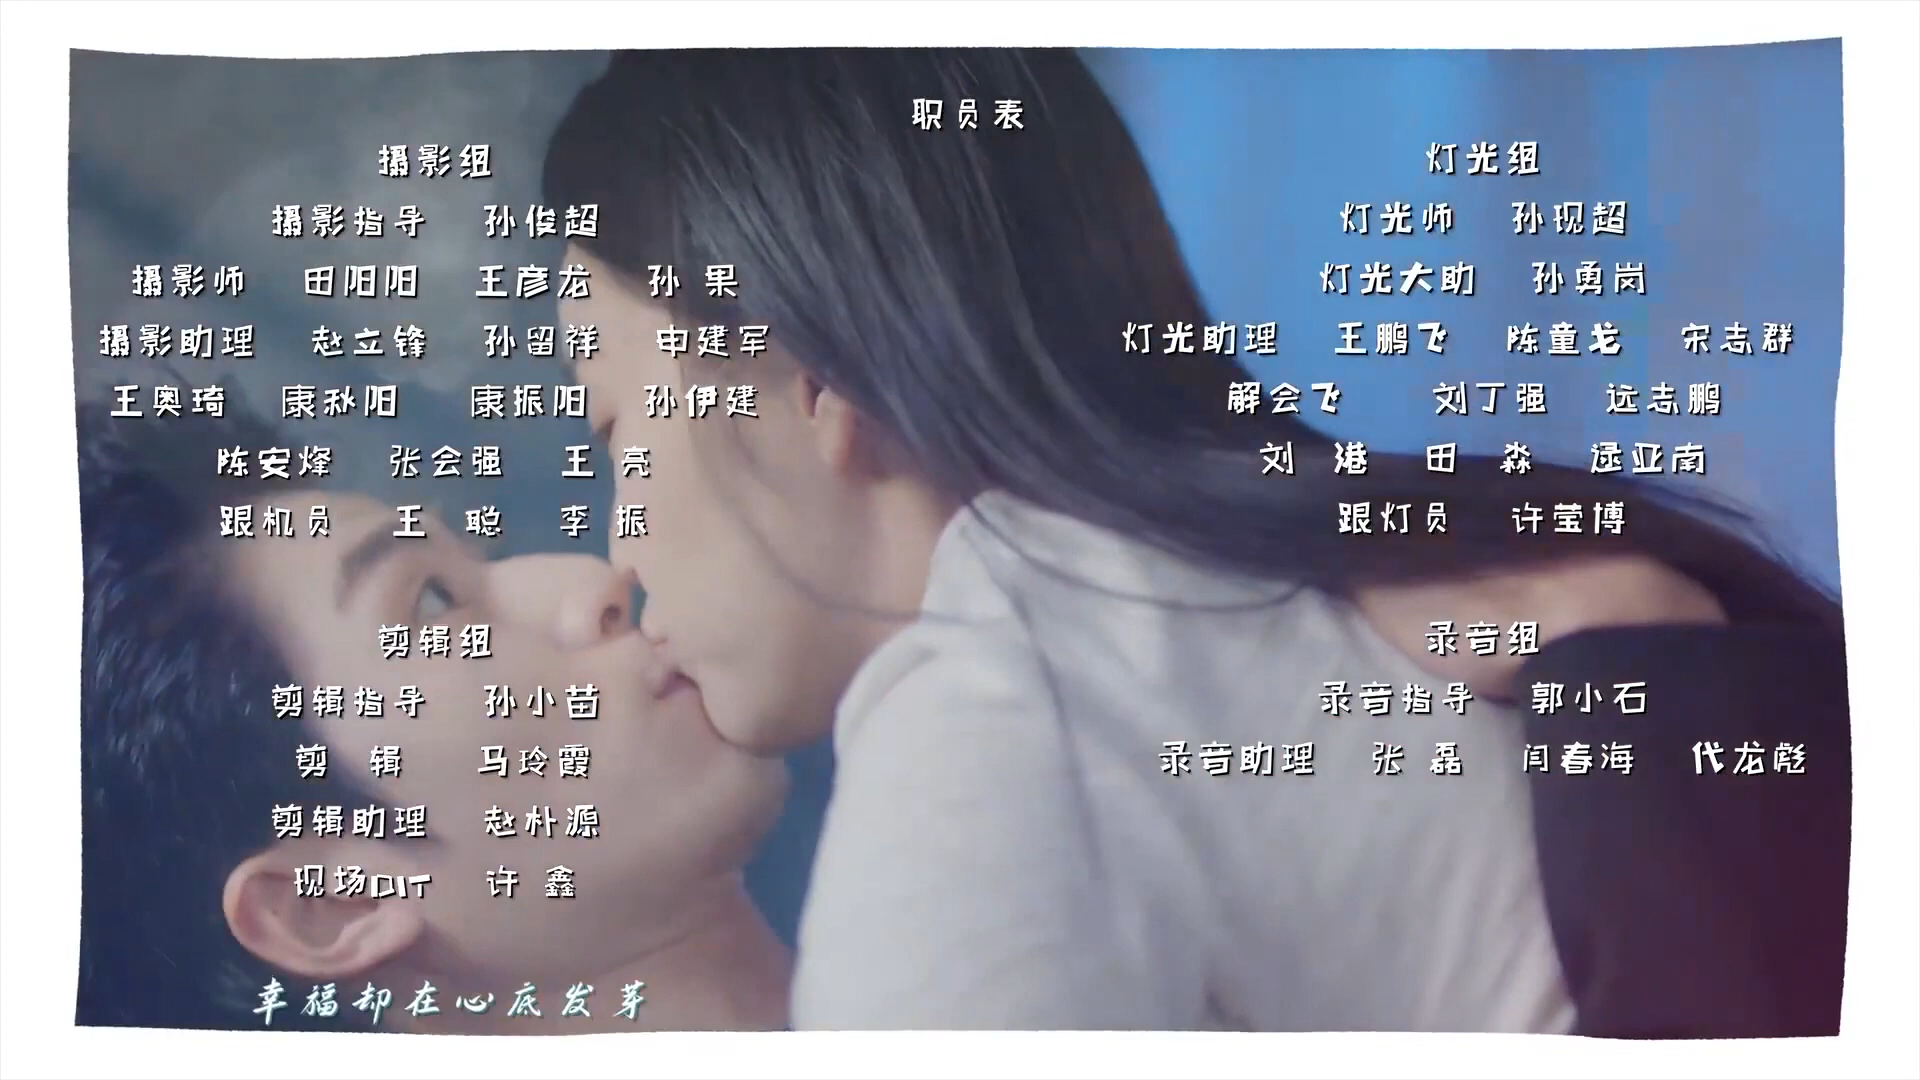 职员表
摄影组
摄影指导 孙俊超
摄影师 田阳阳 王彦龙 孙 果
摄影助理 赵立锋 孙留祥 申建军
王奥琦 康秋阳 康振阳 孙伊建
陈安烽 张会强 王 亮
跟机员 王 聪 李 振
剪辑组
剪辑指导 孙小苗
剪 辑 马玲霞
剪辑助理 赵朴源
现场DIT 许 鑫
灯光组
灯光师 孙现超
灯光大助 孙勇岗
灯光助理 王鹏飞 陈童戈 宋志群
解会飞 刘丁强 远志鹏
刘 港 田 淼 逯亚南
跟灯员 许莹博
录音组
录音指导 郭小石
录音助理 张 磊 闫春海 代龙彪
幸福却在心底发芽